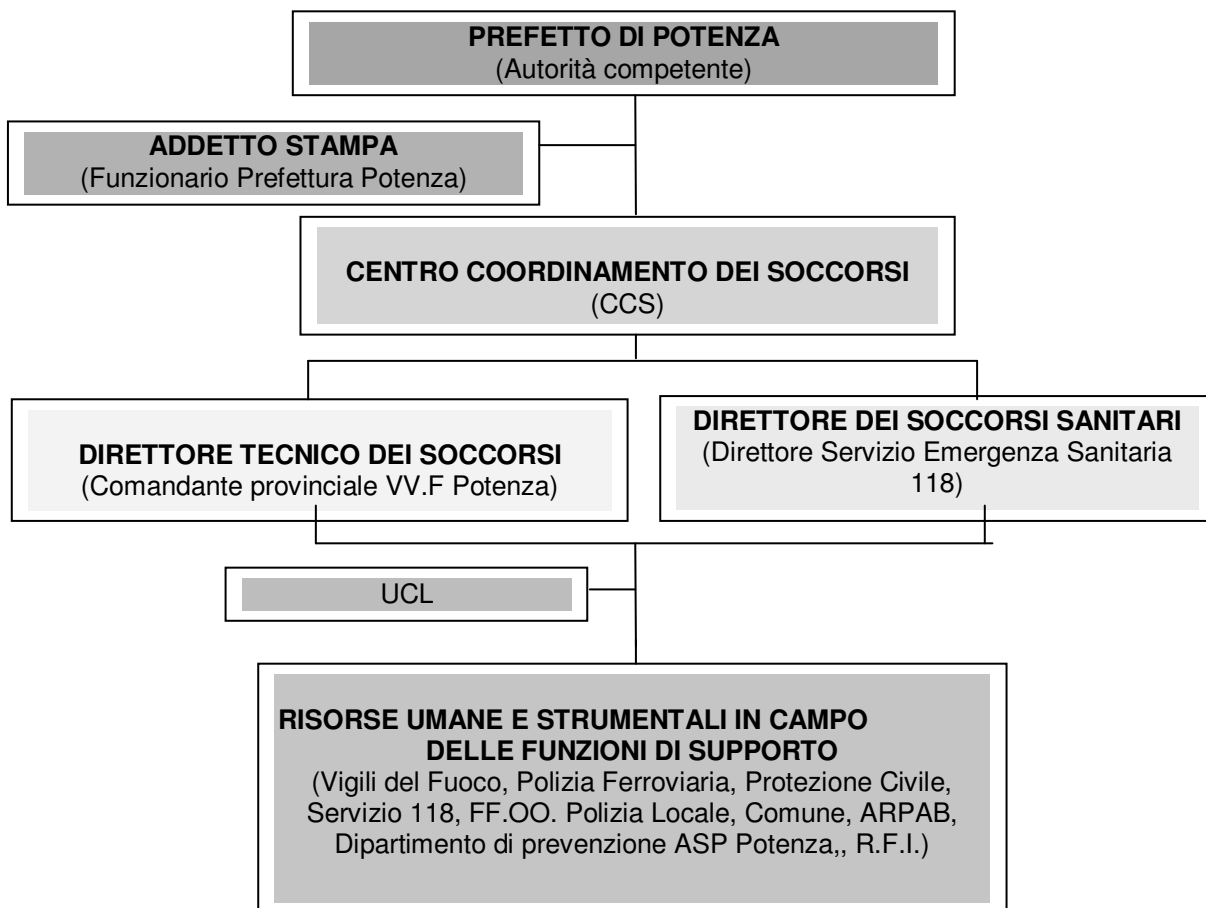 PREFETTO DI POTENZA
(Autorità competente)
ADDETTO STAMPA
(Funzionario Prefettura Potenza)
CENTRO COORDINAMENTO DEI SOCCORSI
(CCS)
DIRETTORE TECNICO DEI SOCCORSI
(Comandante provinciale VV.F Potenza)
DIRETTORE DEI SOCCORSI SANITARI
(Direttore Servizio Emergenza Sanitaria
118)
UCL
RISORSE UMANE E STRUMENTALI IN CAMPO
DELLE FUNZIONI DI SUPPORTO
(Vigili del Fuoco, Polizia Ferroviaria, Protezione Civile,
Servizio 118, FF.OO. Polizia Locale, Comune, ARPAB,
Dipartimento di prevenzione ASP Potenza,, R.F.I.)